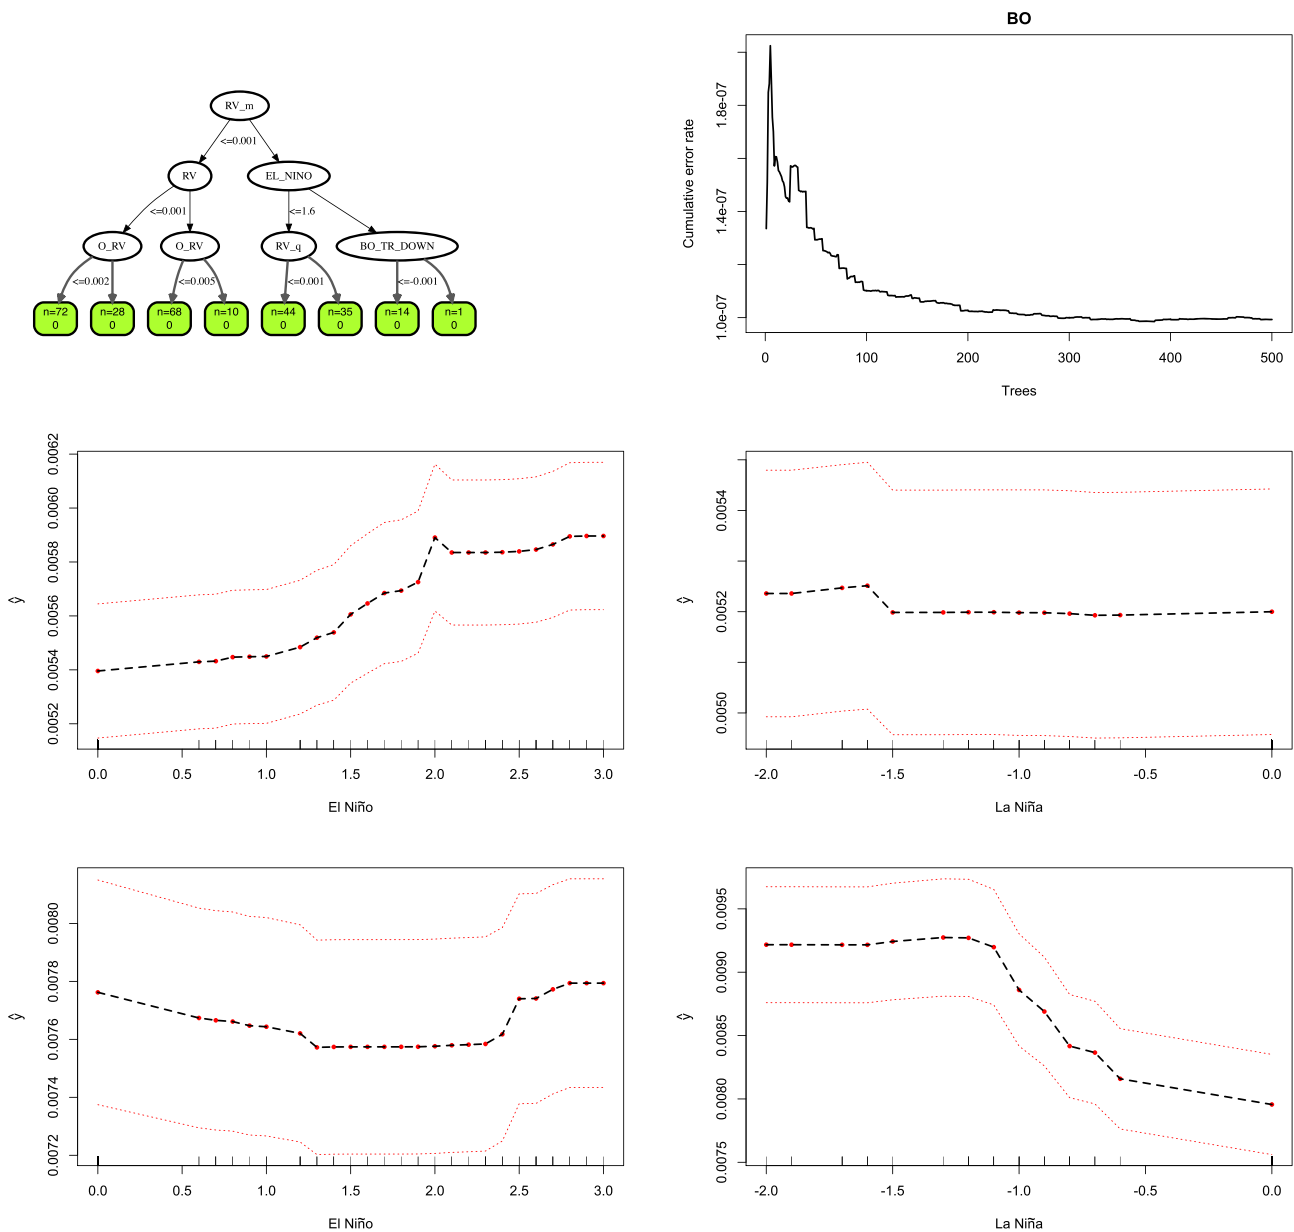 RV_m
<=0.001
RV
EL_NINO
<=0.001
<=1.6
O_RV
O_RV
RV_q
BO_TR_DOWN
<=0.002
<=0.005
<=0.001
<=-0.001
n=72
0
n=28
0
n=68
0
n=10
0
n=44
0
n=35
0
n=14
0
n=1
0
BO
Cumulative error rate
1.0e-07
1.4e-07
1.8e-07
0
100
200
300
400
500
Trees
ŷ
0.0052
0.0054
0.0056
0.0058
0.0060
0.0062
0.0
0.5
1.0
1.5
2.0
2.5
3.0
El Niño
ŷ
0.0050
0.0052
0.0054
-2.0
-1.5
-1.0
-0.5
0.0
La Niña
ŷ
0.0072
0.0074
0.0076
0.0078
0.0080
0.0
0.5
1.0
1.5
2.0
2.5
3.0
El Niño
ŷ
0.0075
0.0080
0.0085
0.0090
0.0095
-2.0
-1.5
-1.0
-0.5
0.0
La Niña